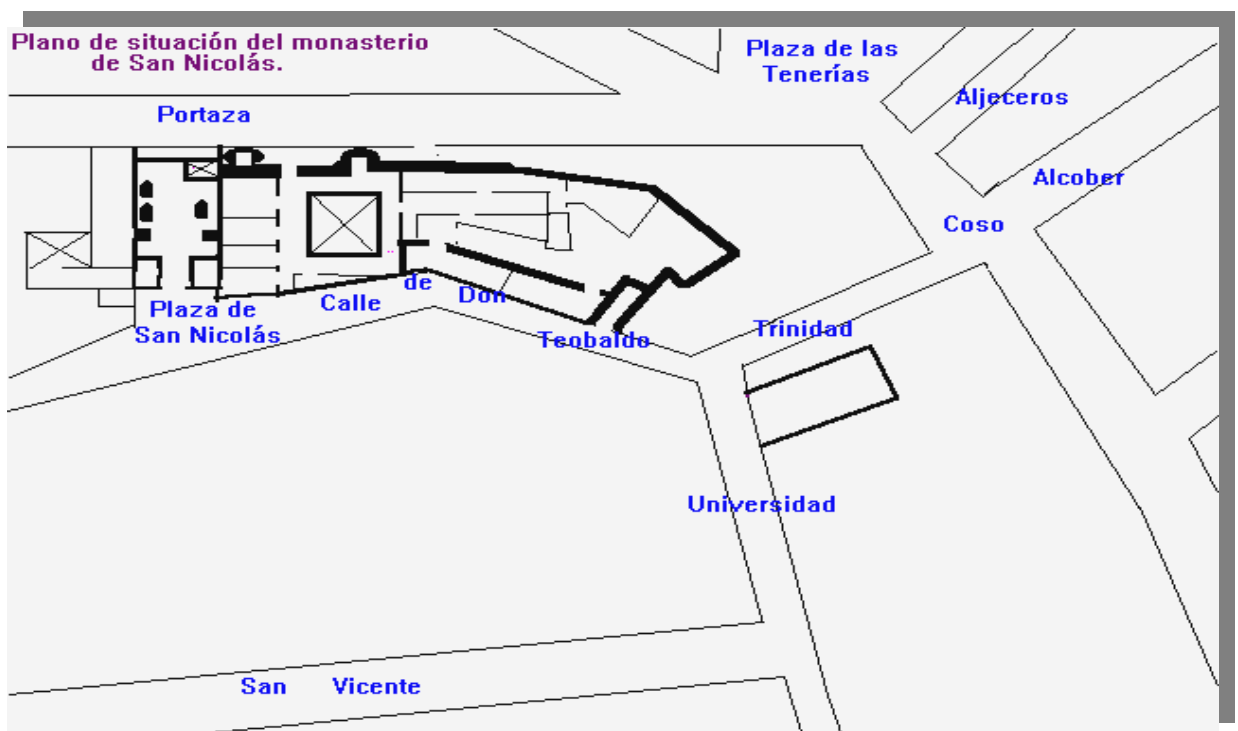 Plano de situación del monasterio
de San Nicolás.
Plaza de las
Tenerías
Portaza
Aljeceros
Alcober
Coso
Plaza de
San Nicolás
Calle de Don Teobaldo
Trinidad
Universidad
San Vicente